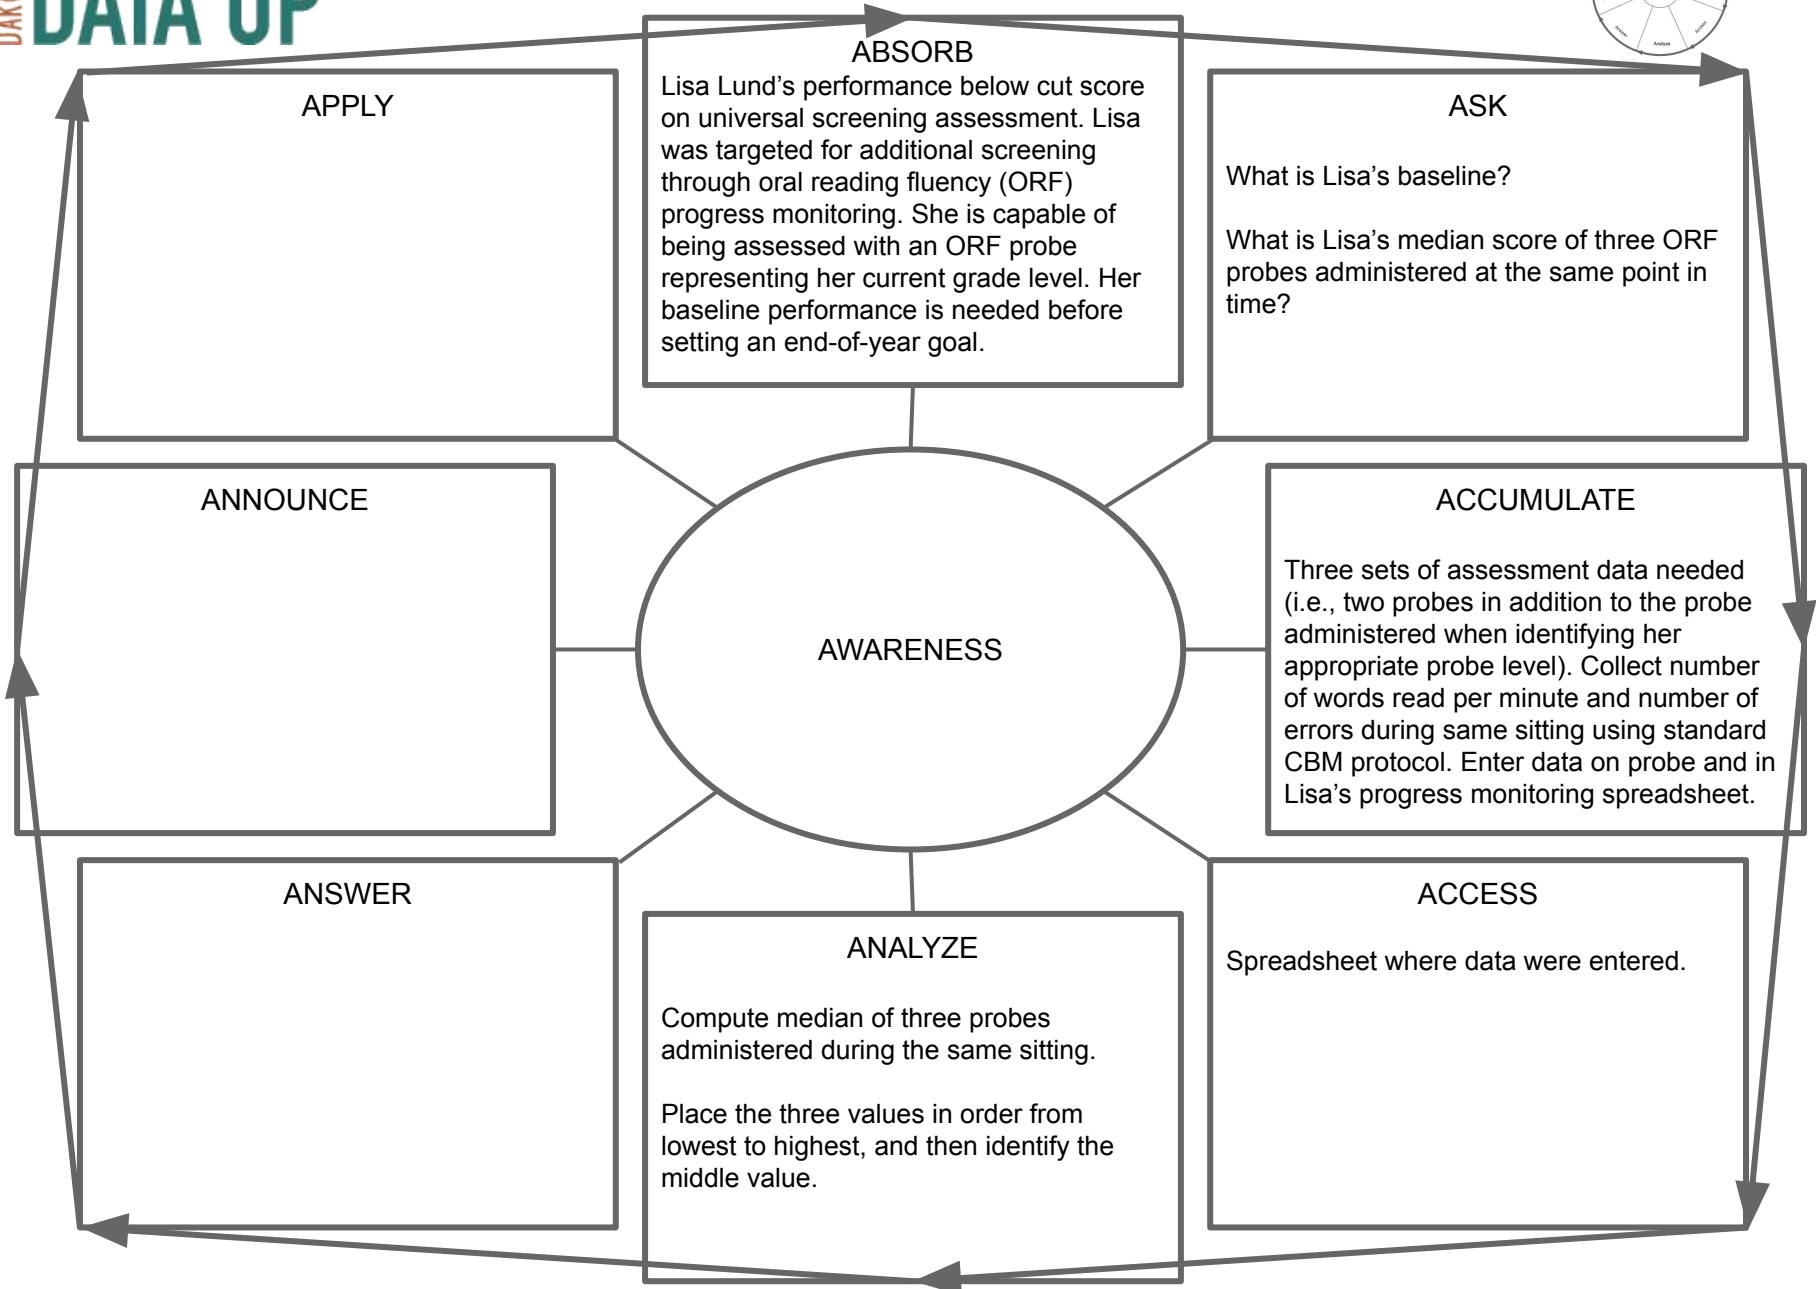 DATA UP
ABSORB
Lisa Lund’s performance below cut score
on universal screening assessment. Lisa
was targeted for additional screening
through oral reading fluency (ORF)
progress monitoring. She is capable of
being assessed with an ORF probe
representing her current grade level. Her
baseline performance is needed before
setting an end-of-year goal.
ASK
What is Lisa’s baseline?
What is Lisa’s median score of three ORF
probes administered at the same point in
time?
ACCUMULATE
Three sets of assessment data needed
(i.e., two probes in addition to the probe
administered when identifying her
appropriate probe level). Collect number
of words read per minute and number of
errors during same sitting using standard
CBM protocol. Enter data on probe and in
Lisa’s progress monitoring spreadsheet.
ACCESS
Spreadsheet where data were entered.
ANALYZE
Compute median of three probes
administered during the same sitting.
Place the three values in order from
lowest to highest, and then identify the
middle value.
ANSWER
ANNOUNCE
APPLY
AWARENESS
Answer
Analyze
Access